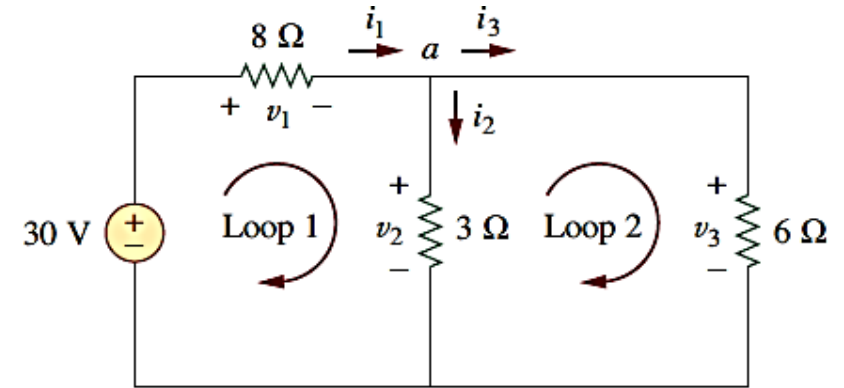 8 Ω i₁ a i₃
+ v₁ − i₂
30 V + − Loop 1 + v₂ − 3 Ω Loop 2 + v₃ − 6 Ω